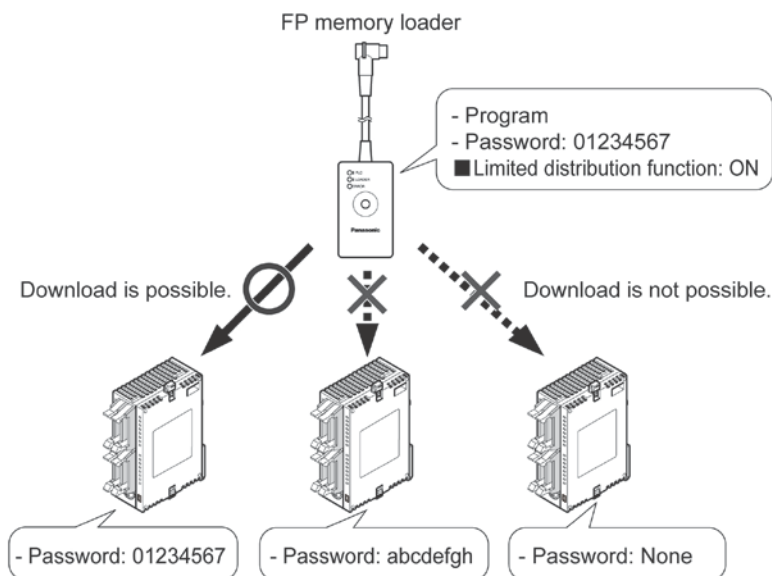 FP memory loader
- Program
- Password: 01234567
■ Limited distribution function: ON
Panasonic
Download is possible.
Download is not possible.
- Password: 01234567
- Password: abcdefgh
- Password: None